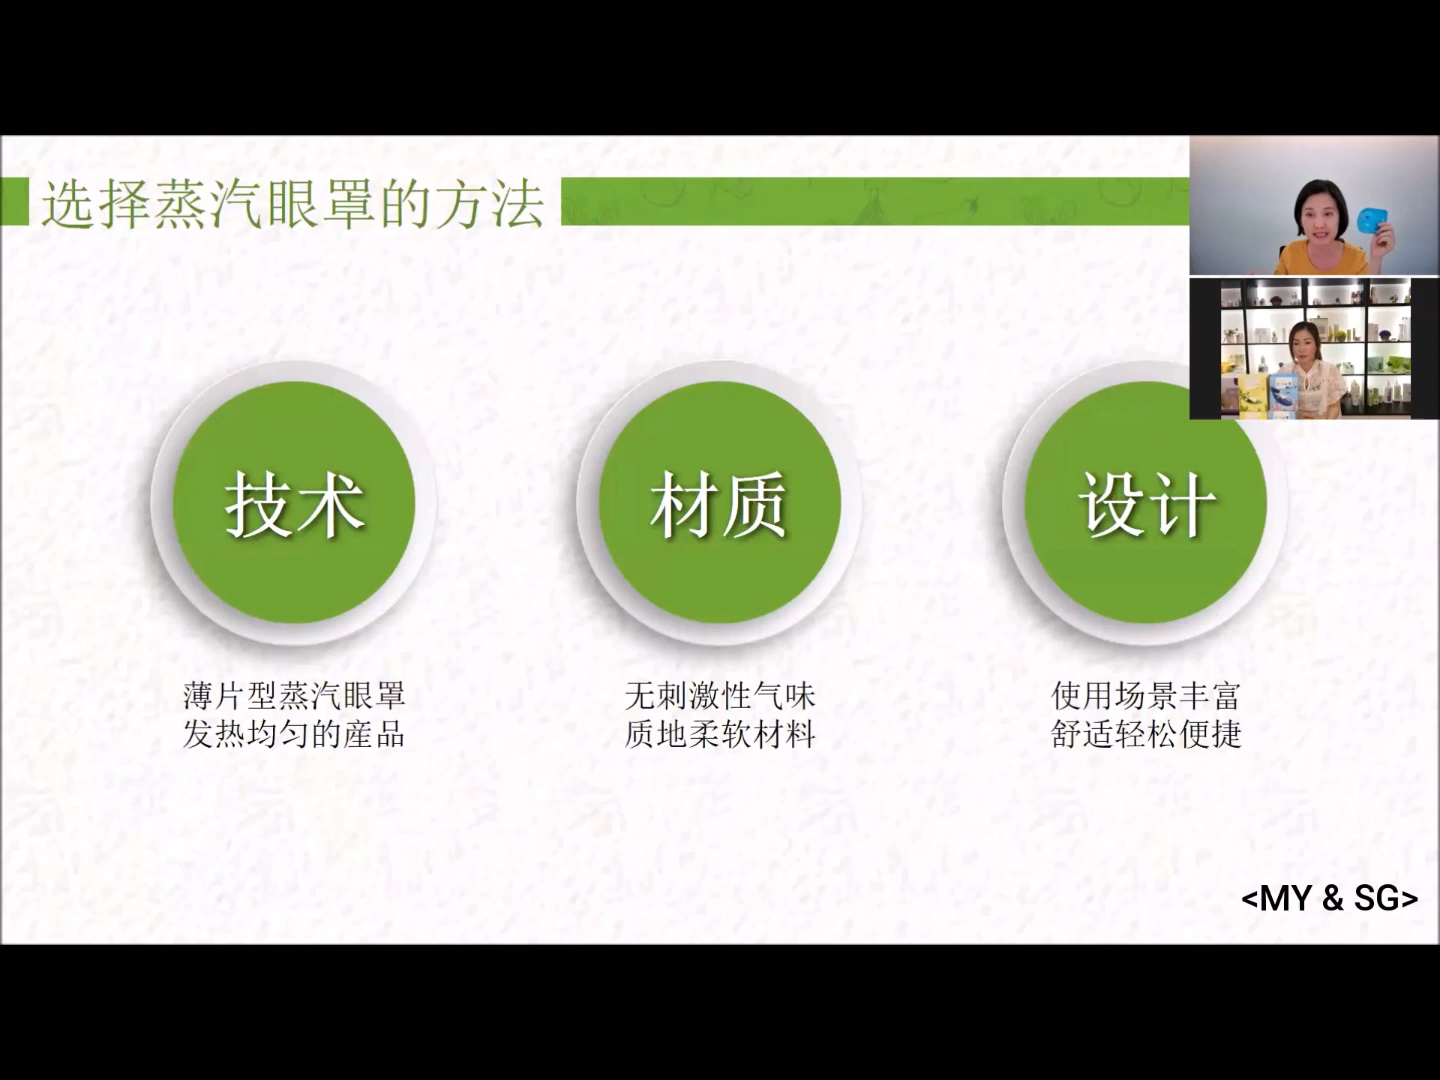 选择蒸汽眼罩的方法
技术
材质
设计
薄片型蒸汽眼罩
发热均匀的産品
无刺激性气味
质地柔软材料
使用场景丰富
舒适轻松便捷
<MY & SG>